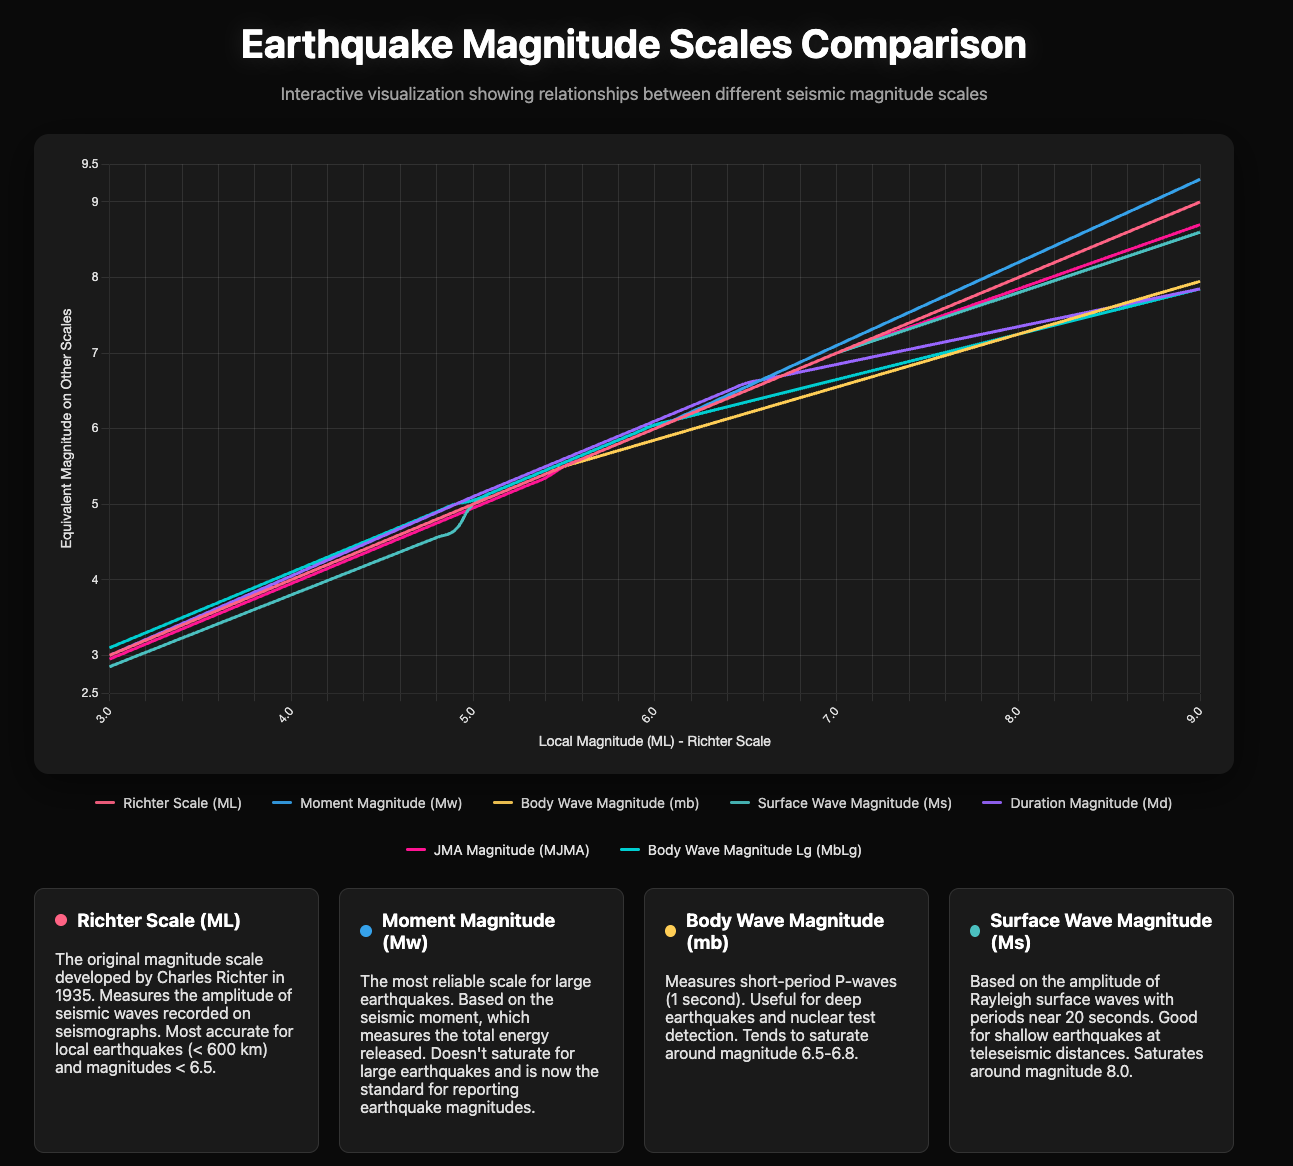 Earthquake Magnitude Scales Comparison
Interactive visualization showing relationships between different seismic magnitude scales
9.5
9
8
7
6
5
4
3
2.5
Equivalent Magnitude on Other Scales
3.0
4.0
5.0
6.0
7.0
8.0
9.0
Local Magnitude (ML) - Richter Scale
Richter Scale (ML)
Moment Magnitude (Mw)
Body Wave Magnitude (mb)
Surface Wave Magnitude (Ms)
Duration Magnitude (Md)
JMA Magnitude (MJMA)
Body Wave Magnitude Lg (MbLg)
Richter Scale (ML)
The original magnitude scale
developed by Charles Richter in
1935. Measures the amplitude of
seismic waves recorded on
seismographs. Most accurate for
local earthquakes (< 600 km)
and magnitudes < 6.5.
Moment Magnitude
(Mw)
The most reliable scale for large
earthquakes. Based on the
seismic moment, which
measures the total energy
released. Doesn't saturate for
large earthquakes and is now the
standard for reporting
earthquake magnitudes.
Body Wave Magnitude
(mb)
Measures short-period P-waves
(1 second). Useful for deep
earthquakes and nuclear test
detection. Tends to saturate
around magnitude 6.5-6.8.
Surface Wave Magnitude
(Ms)
Based on the amplitude of
Rayleigh surface waves with
periods near 20 seconds. Good
for shallow earthquakes at
teleseismic distances. Saturates
around magnitude 8.0.